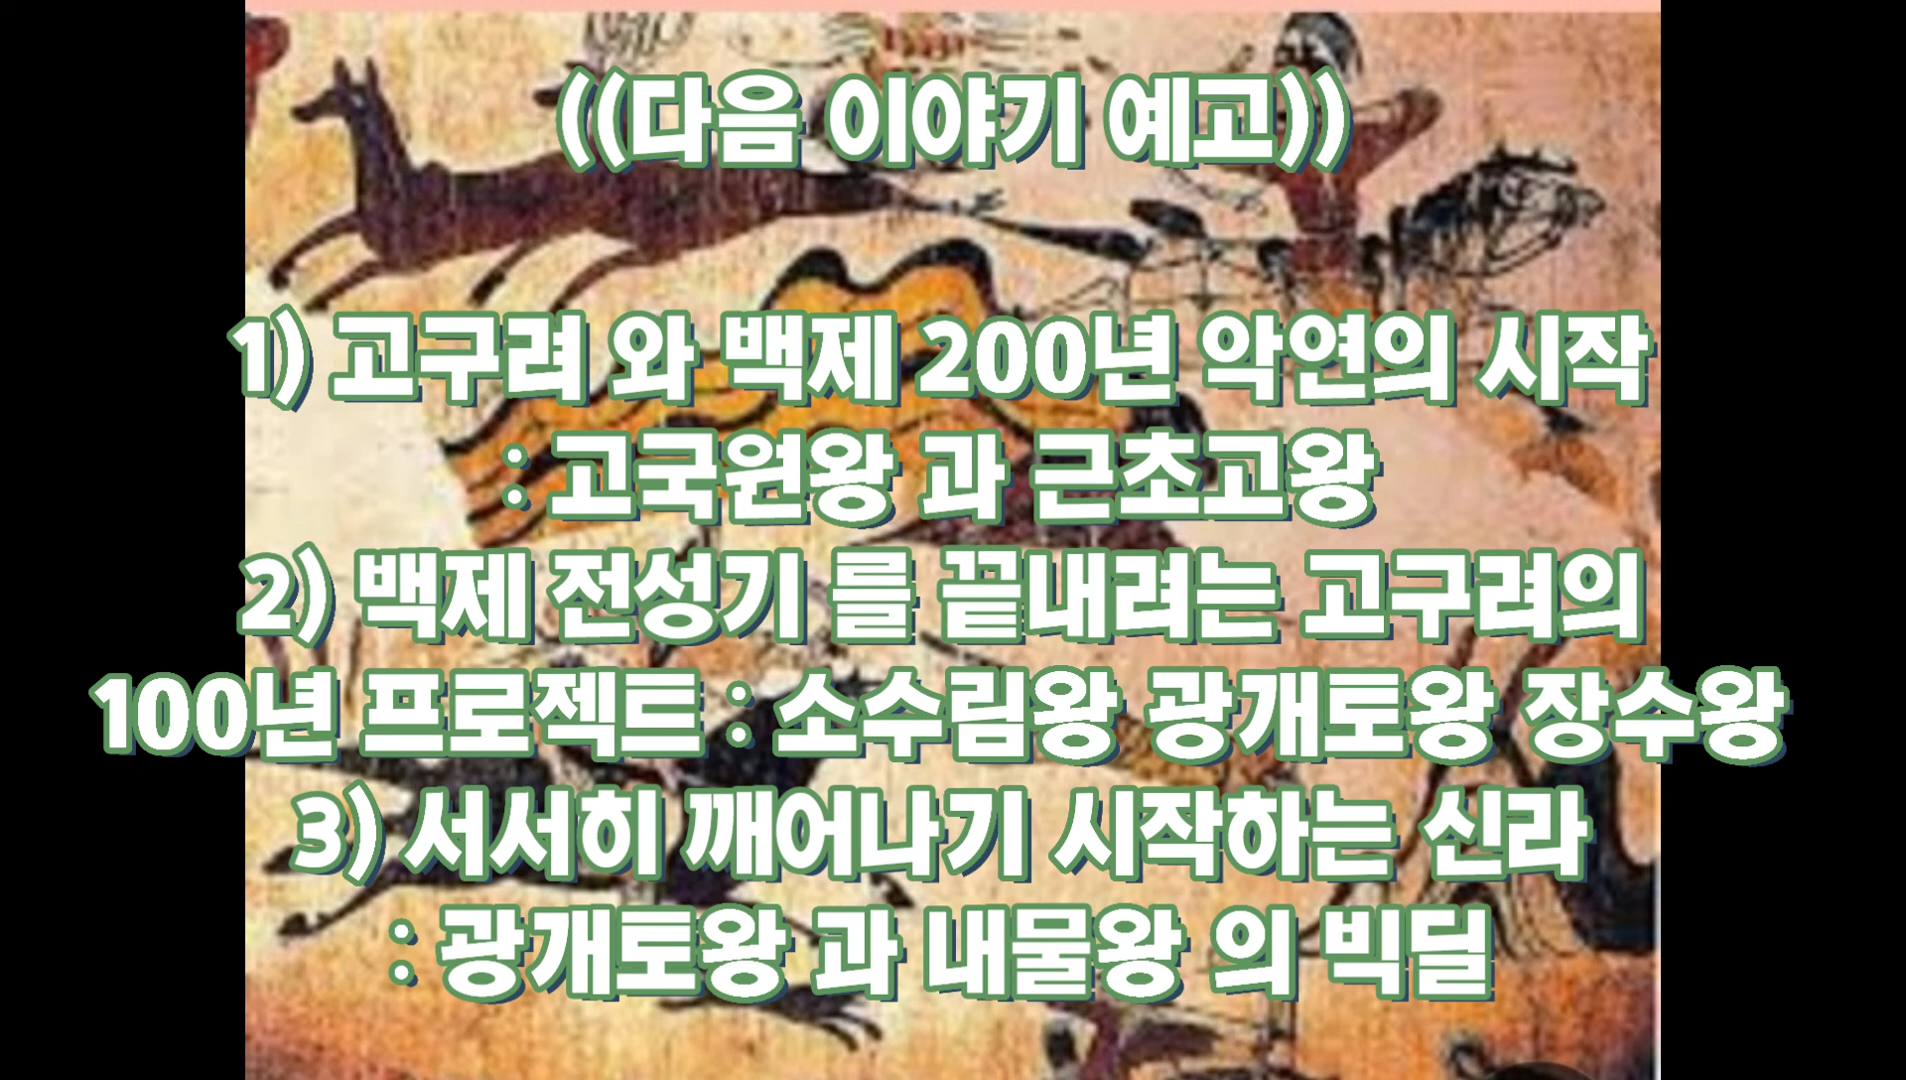 ((다음 이야기 예고))
1) 고구려 와 백제 200년 악연의 시작
: 고국원왕 과 근초고왕
2) 백제 전성기 를 끝내려는 고구려의
100년 프로젝트 : 소수림왕 광개토왕 장수왕
3) 서서히 깨어나기 시작하는 신라
: 광개토왕 과 내물왕 의 빅딜